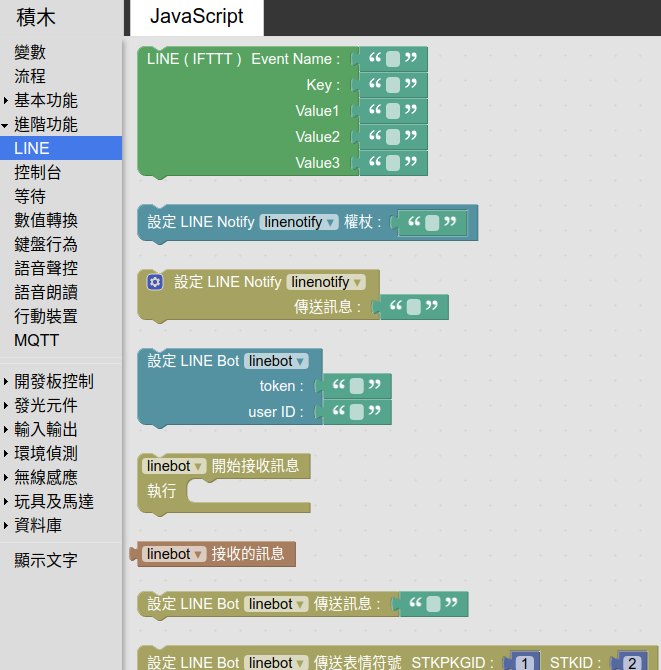 積木
JavaScript
變數
流程
基本功能
進階功能
LINE
控制台
等待
數值轉換
鍵盤行為
語音聲控
語音朗讀
行動裝置
MQTT
開發板控制
發光元件
輸入輸出
環境偵測
無線感應
玩具及馬達
資料庫
顯示文字
LINE ( IFTTT ) Event Name : “ ”
Key : “ ”
Value1 “ ”
Value2 “ ”
Value3 “ ”
設定 LINE Notify linenotify ▾ 權杖 : “ ”
設定 LINE Notify linenotify ▾
傳送訊息 : “ ”
設定 LINE Bot linebot ▾
token : “ ”
user ID : “ ”
linebot ▾ 開始接收訊息
執行
linebot ▾ 接收的訊息
設定 LINE Bot linebot ▾ 傳送訊息 : “ ”
設定 LINE Bot linebot ▾ 傳送表情符號 STKPKGID : 1 STKID : 2